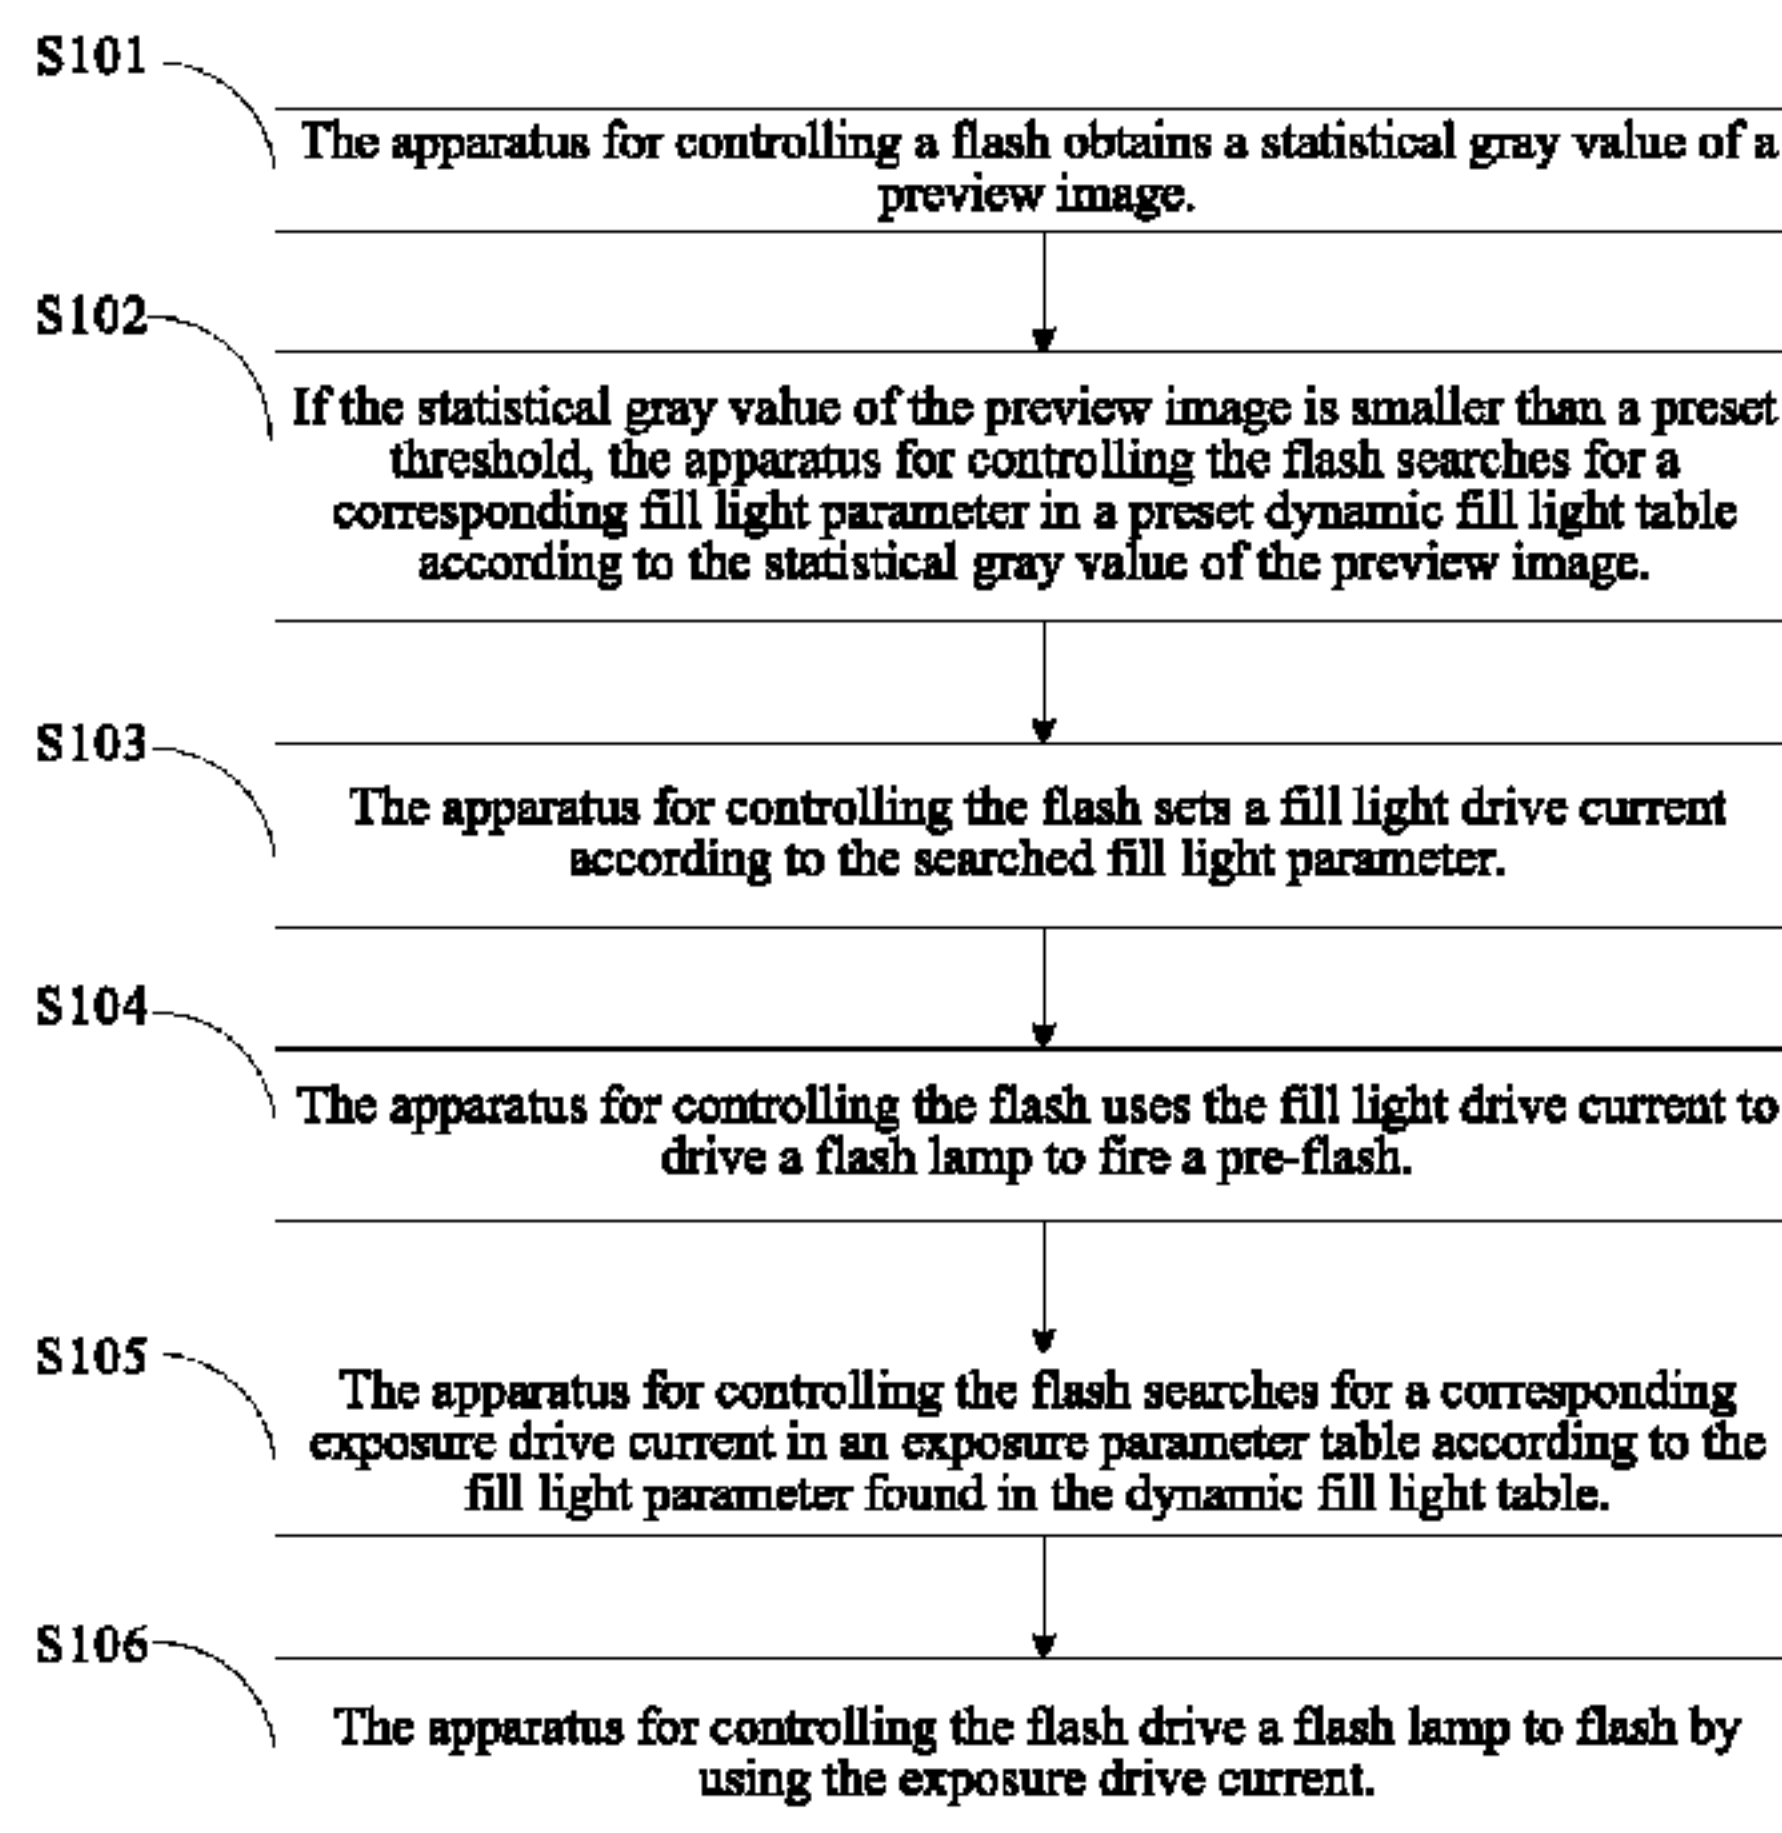 S101
The apparatus for controlling a flash obtains a statistical gray value of a
preview image.
S102
If the statistical gray value of the preview image is smaller than a preset
threshold, the apparatus for controlling the flash searches for a
corresponding fill light parameter in a preset dynamic fill light table
according to the statistical gray value of the preview image.
S103
The apparatus for controlling the flash sets a fill light drive current
according to the searched fill light parameter.
S104
The apparatus for controlling the flash uses the fill light drive current to
drive a flash lamp to fire a pre-flash.
S105
The apparatus for controlling the flash searches for a corresponding
exposure drive current in an exposure parameter table according to the
fill light parameter found in the dynamic fill light table.
S106
The apparatus for controlling the flash drive a flash lamp to flash by
using the exposure drive current.